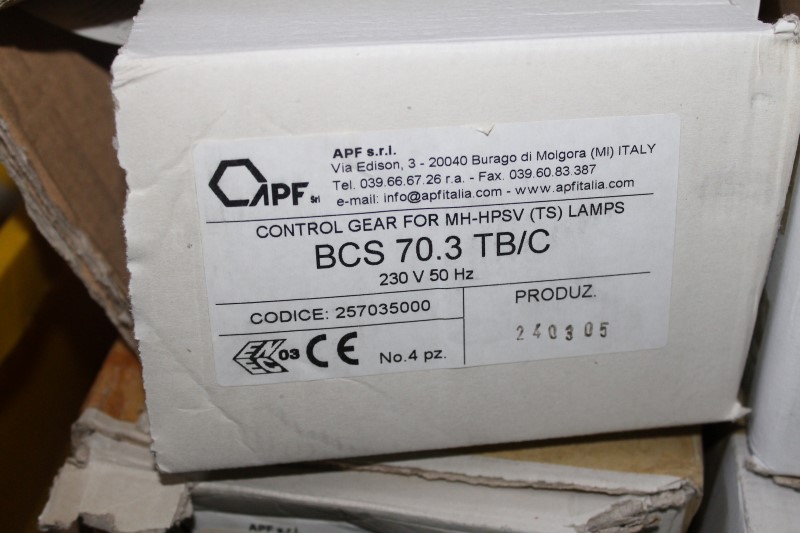 APF Srl
APF s.r.l.
Via Edison, 3 - 20040 Burago di Molgora (MI) ITALY
Tel. 039.66.67.26 r.a. - Fax. 039.60.83.387
e-mail: info@apfitalia.com - www.apfitalia.com
CONTROL GEAR FOR MH-HPSV (TS) LAMPS
BCS 70.3 TB/C
230 V 50 Hz
CODICE: 257035000
PRODUZ.
240305
ENEC 03 CE No.4 pz.
APF s.r.l.